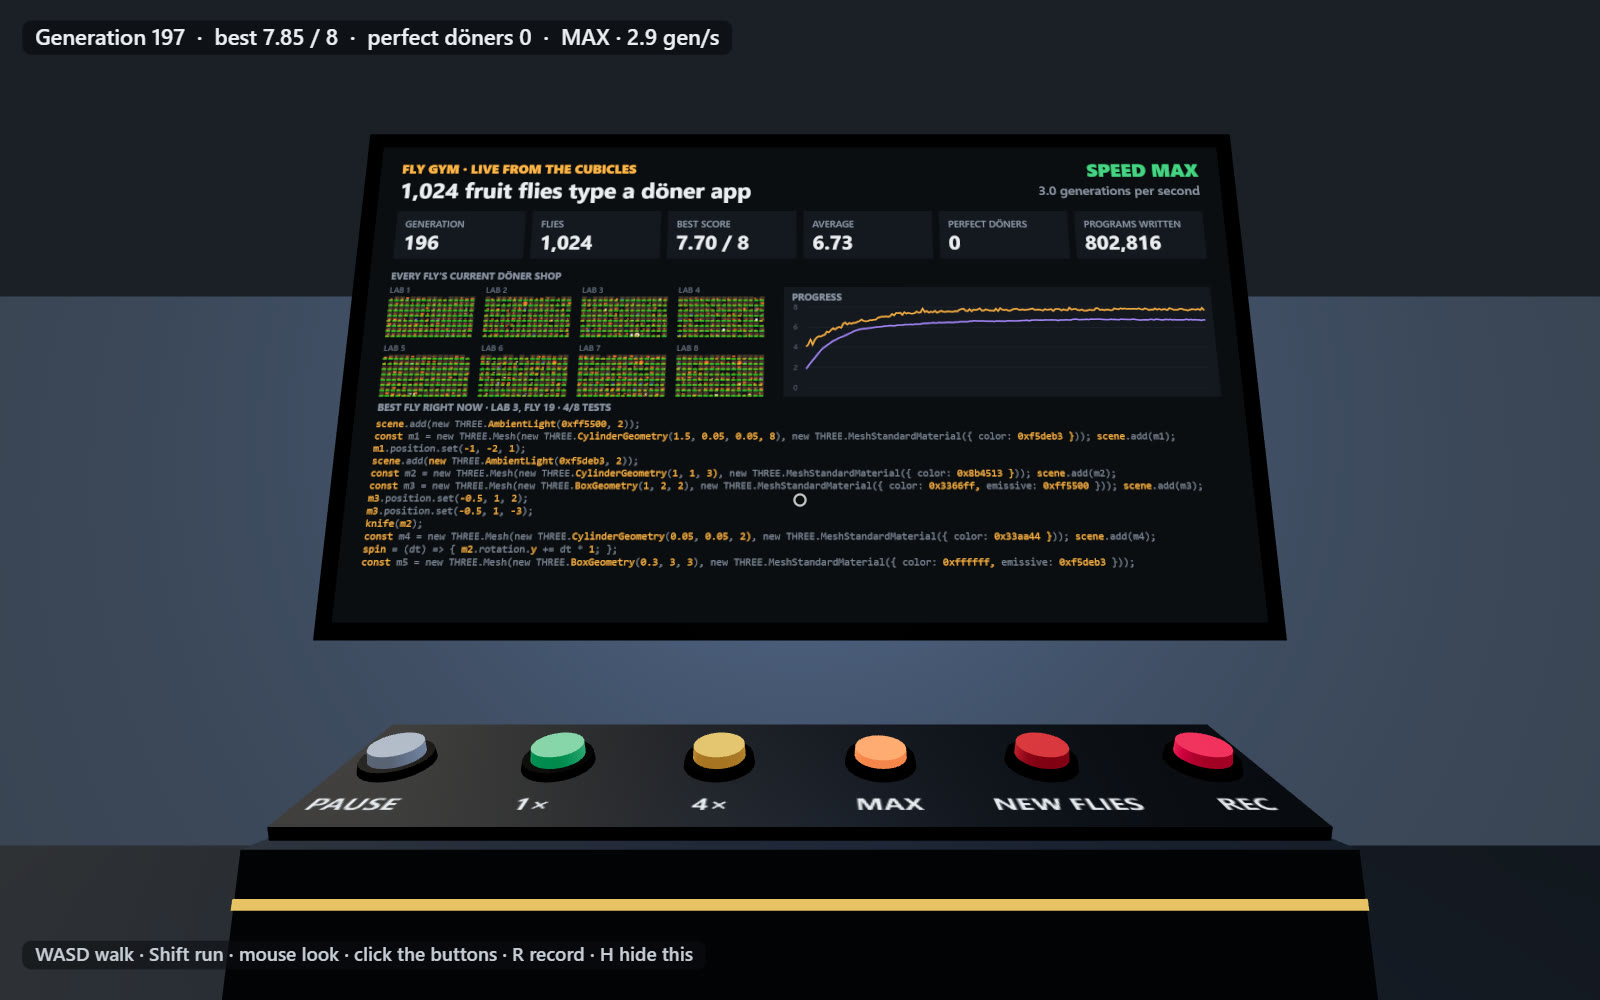 Generation 197 · best 7.85 / 8 · perfect döners 0 · MAX · 2.9 gen/s
FLY GYM · LIVE FROM THE CUBICLES
1,024 fruit flies type a döner app
SPEED MAX
3.0 generations per second
GENERATION
196
FLIES
1,024
BEST SCORE
7.70 / 8
AVERAGE
6.73
PERFECT DÖNERS
0
PROGRAMS WRITTEN
802,816
EVERY FLY'S CURRENT DÖNER SHOP
LAB 1
LAB 2
LAB 3
LAB 4
LAB 5
LAB 6
LAB 7
LAB 8
PROGRESS
8
6
4
2
0
BEST FLY RIGHT NOW · LAB 3, FLY 19 · 4/8 TESTS
scene.add(new THREE.AmbientLight(0xff5500, 2));
const m1 = new THREE.Mesh(new THREE.CylinderGeometry(1.5, 0.05, 0.05, 8), new THREE.MeshStandardMaterial({ color: 0xf5deb3 })); scene.add(m1);
m1.position.set(-1, -2, 1);
scene.add(new THREE.AmbientLight(0xf5deb3, 2));
const m2 = new THREE.Mesh(new THREE.CylinderGeometry(1, 1, 3), new THREE.MeshStandardMaterial({ color: 0x8b4513 })); scene.add(m2);
const m3 = new THREE.Mesh(new THREE.BoxGeometry(1, 2, 2), new THREE.MeshStandardMaterial({ color: 0x3366ff, emissive: 0xff5500 })); scene.add(m3);
m3.position.set(-0.5, 1, 2);
m3.position.set(-0.5, 1, -3);
knife(m2);
const m4 = new THREE.Mesh(new THREE.CylinderGeometry(0.05, 0.05, 2), new THREE.MeshStandardMaterial({ color: 0x33aa44 })); scene.add(m4);
spin = (dt) => { m2.rotation.y += dt * 1; };
const m5 = new THREE.Mesh(new THREE.BoxGeometry(0.3, 3, 3), new THREE.MeshStandardMaterial({ color: 0xffffff, emissive: 0xf5deb3 }));
PAUSE
1×
4×
MAX
NEW FLIES
REC
WASD walk · Shift run · mouse look · click the buttons · R record · H hide this